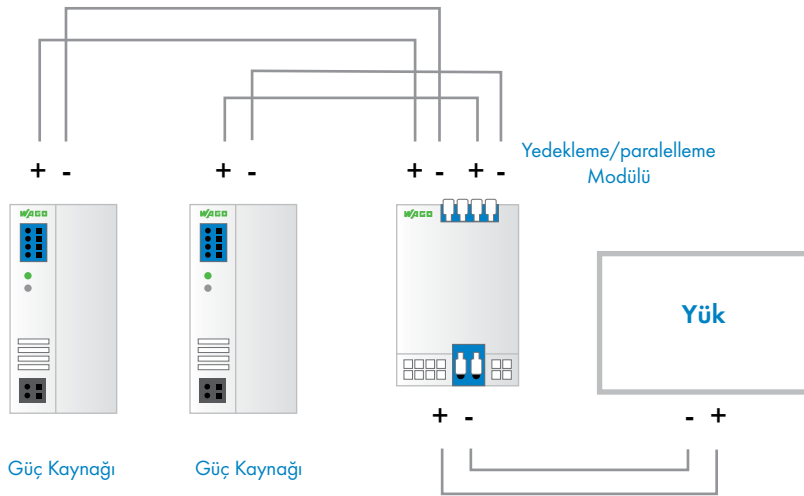 + - + - + - + -
Yedekleme/paralelleme
Modülü
WAGO WAGO WAGO
Yük
+ - - +
Güç Kaynağı Güç Kaynağı